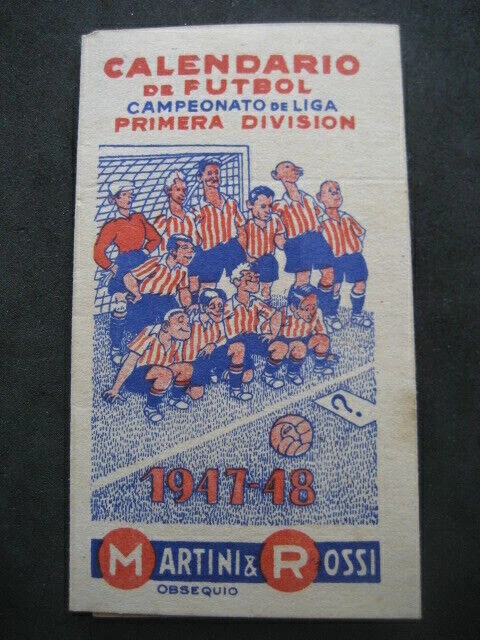 CALENDARIO
DE FUTBOL
CAMPEONATO DE LIGA
PRIMERA DIVISION
?
1947-48
MARTINI & ROSSI
OBSEQUIO